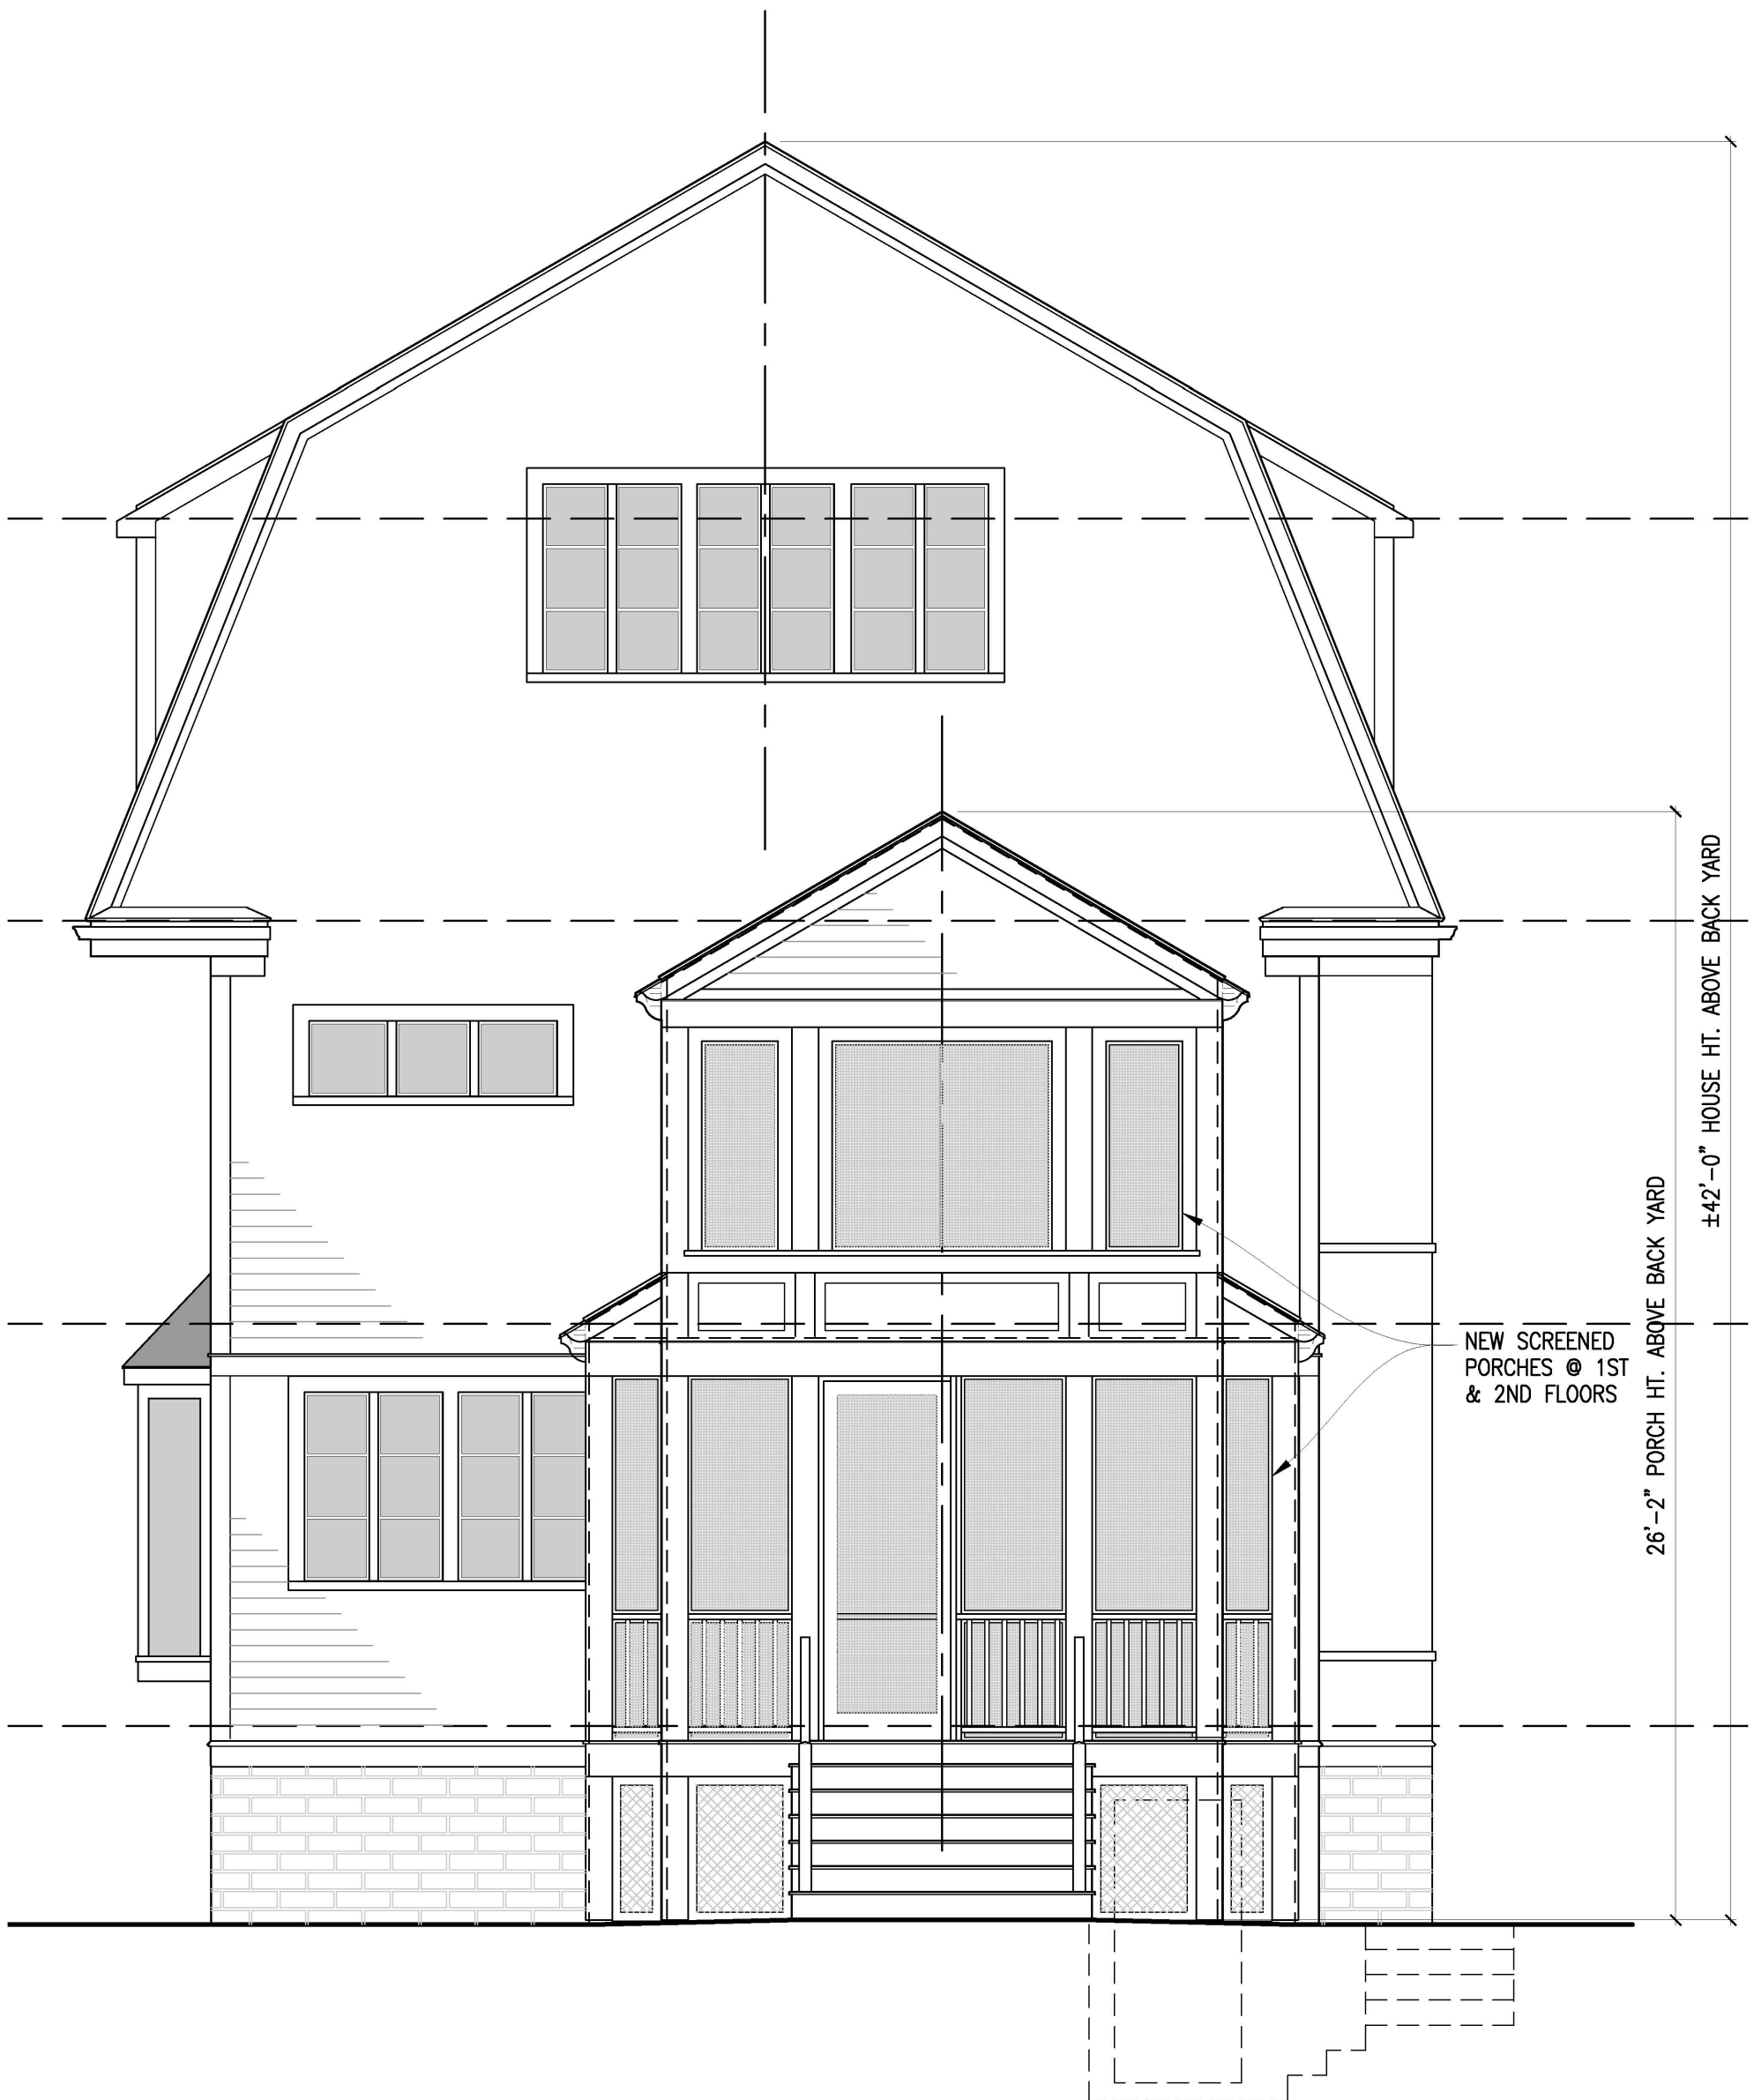 ±42'-0" HOUSE HT. ABOVE BACK YARD
26'-2" PORCH HT. ABOVE BACK YARD
NEW SCREENED
PORCHES @ 1ST
& 2ND FLOORS